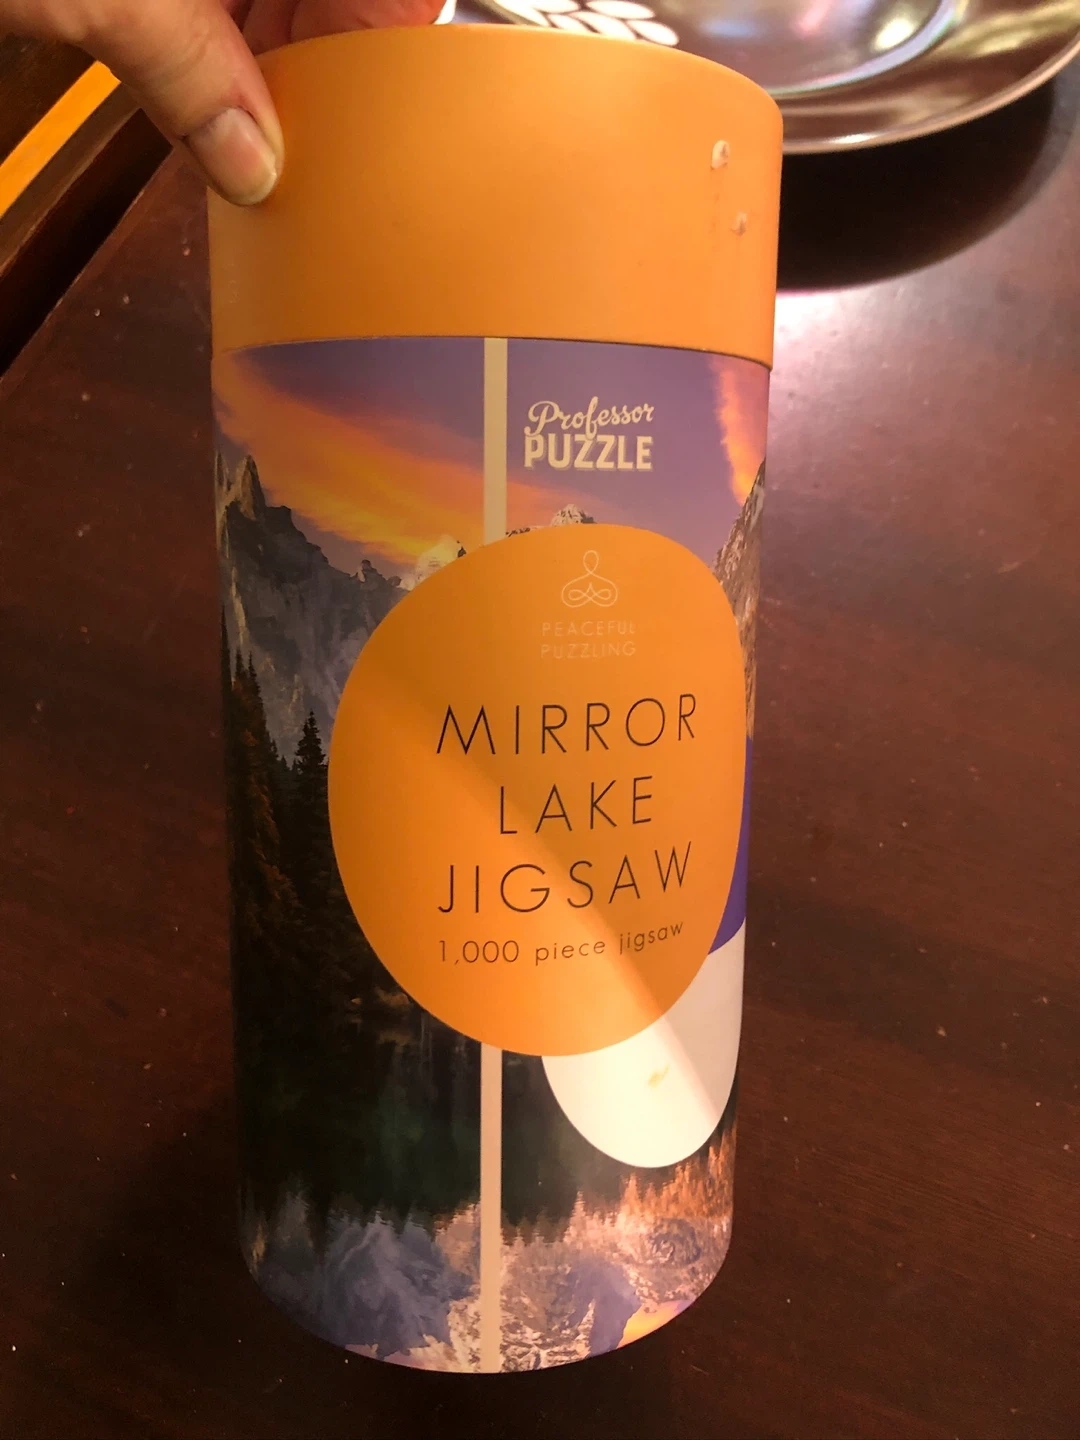 Professor
PUZZLE
PEACEFUL
PUZZLING
MIRROR
LAKE
JIGSAW
1,000 piece jigsaw